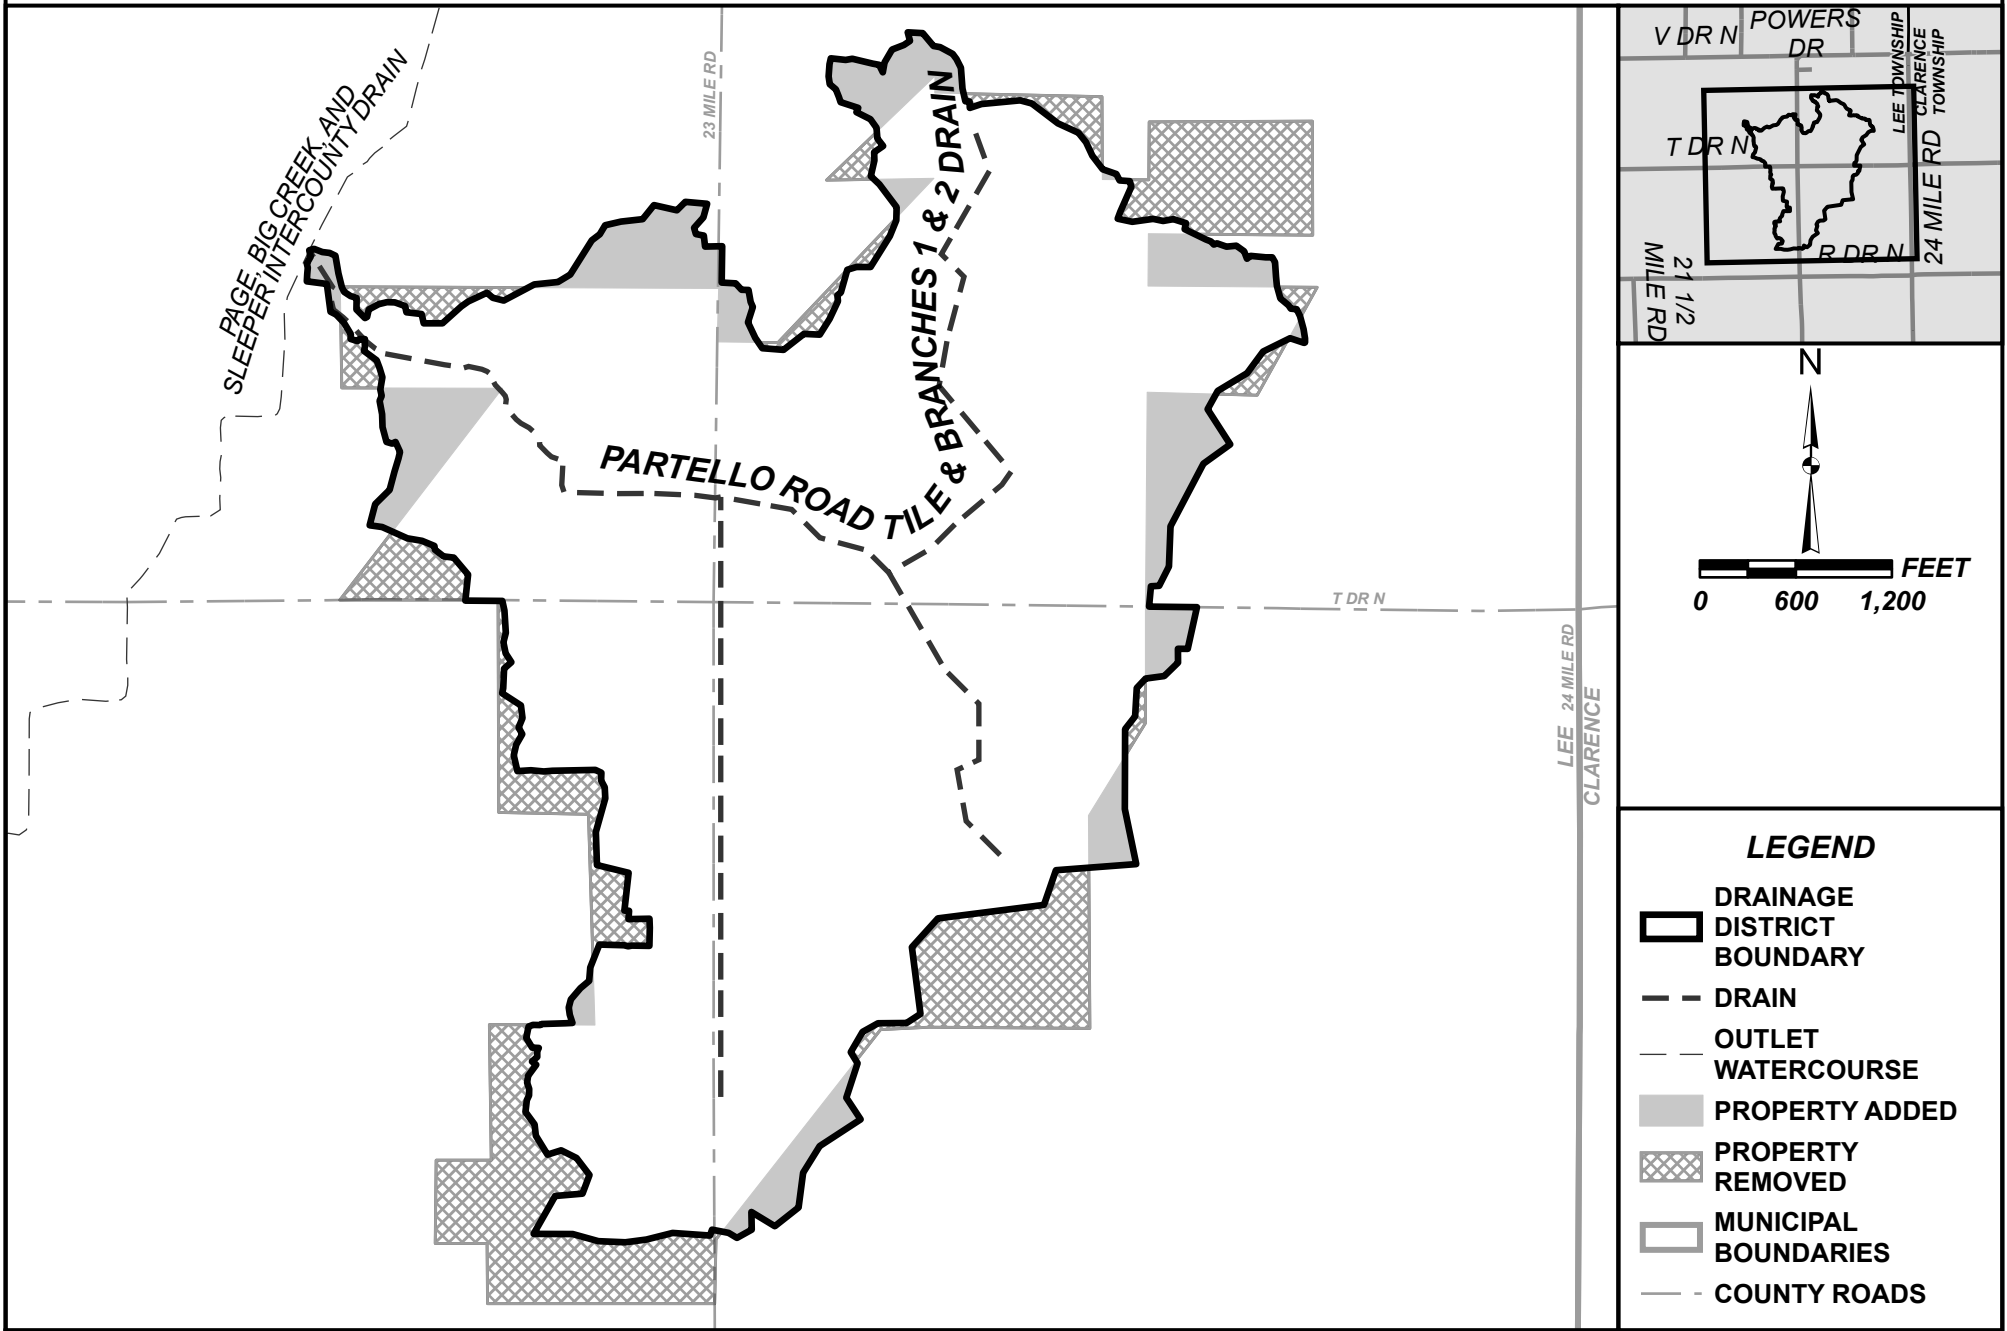 PAGE, BIG CREEK, AND
SLEEPER INTERCOUNTY DRAIN
23 MILE RD
PARTELLO ROAD TILE & BRANCHES 1 & 2 DRAIN
T DR N
LEE 24 MILE RD
CLARENCE
V DR N
POWERS
DR
LEE TOWNSHIP
CLARENCE
TOWNSHIP
T DR N
24 MILE RD
R DR N
21 1/2
MILE RD
N
FEET
0 600 1,200
LEGEND
DRAINAGE
DISTRICT
BOUNDARY
DRAIN
OUTLET
WATERCOURSE
PROPERTY ADDED
PROPERTY
REMOVED
MUNICIPAL
BOUNDARIES
COUNTY ROADS